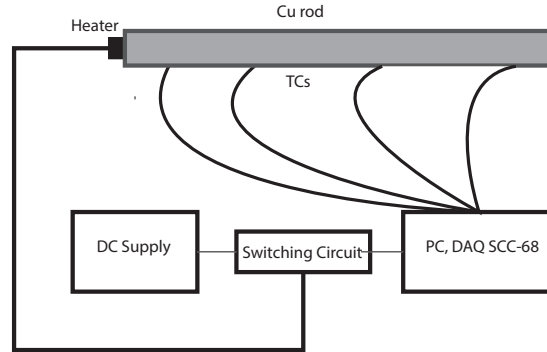 Cu rod
Heater
TCs
DC Supply
Switching Circuit
PC, DAQ SCC-68